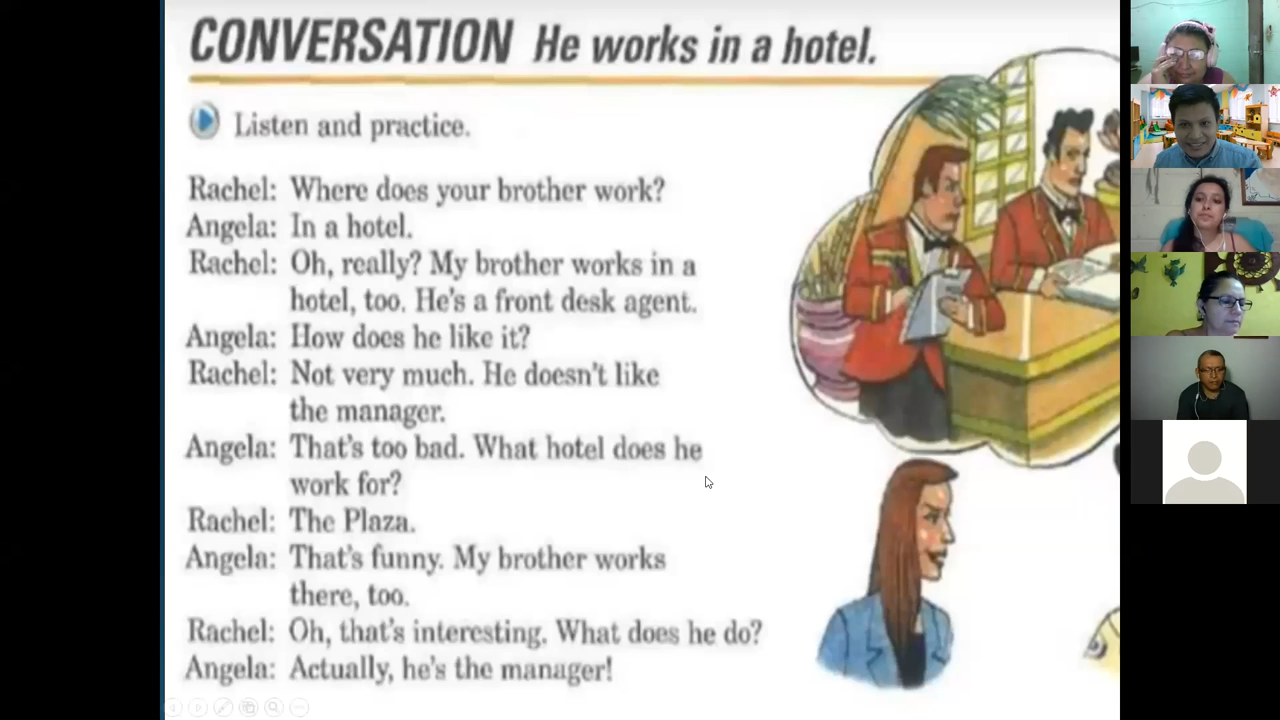 CONVERSATION He works in a hotel.
Listen and practice.
Rachel: Where does your brother work?
Angela: In a hotel.
Rachel: Oh, really? My brother works in a
hotel, too. He's a front desk agent.
Angela: How does he like it?
Rachel: Not very much. He doesn't like
the manager.
Angela: That's too bad. What hotel does he
work for?
Rachel: The Plaza.
Angela: That's funny. My brother works
there, too.
Rachel: Oh, that's interesting. What does he do?
Angela: Actually, he's the manager!